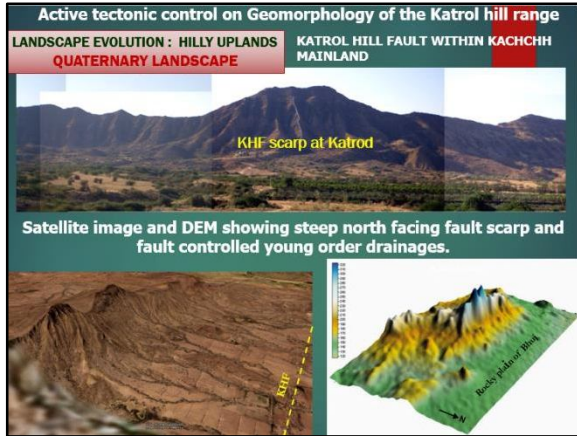 Active tectonic control on Geomorphology of the Katrol hill range
LANDSCAPE EVOLUTION : HILLY UPLANDS
QUATERNARY LANDSCAPE
KATROL HILL FAULT WITHIN KACHCHH
MAINLAND
KHF scarp at Katrod
Satellite image and DEM showing steep north facing fault scarp and
fault controlled young order drainages.
KHF
Rocky plain of Bhuj
N